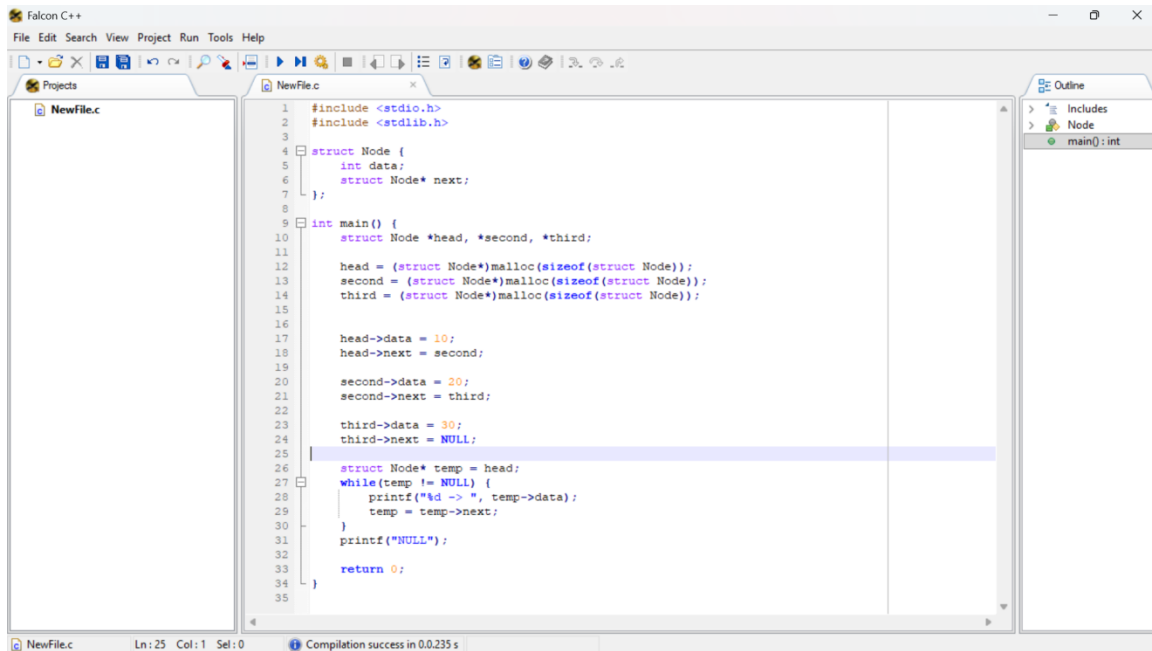 Falcon C++
File Edit Search View Project Run Tools Help
Projects
NewFile.c
NewFile.c
1 #include <stdio.h>
2 #include <stdlib.h>
3
4 struct Node {
5     int data;
6     struct Node* next;
7 };
8
9 int main() {
10     struct Node *head, *second, *third;
11
12     head = (struct Node*)malloc(sizeof(struct Node));
13     second = (struct Node*)malloc(sizeof(struct Node));
14     third = (struct Node*)malloc(sizeof(struct Node));
15
16
17     head->data = 10;
18     head->next = second;
19
20     second->data = 20;
21     second->next = third;
22
23     third->data = 30;
24     third->next = NULL;
25
26     struct Node* temp = head;
27     while(temp != NULL) {
28         printf("%d -> ", temp->data);
29         temp = temp->next;
30     }
31     printf("NULL");
32
33     return 0;
34 }
35
Outline
Includes
Node
main() : int
NewFile.c Ln : 25 Col : 1 Sel : 0 Compilation success in 0.0.235 s